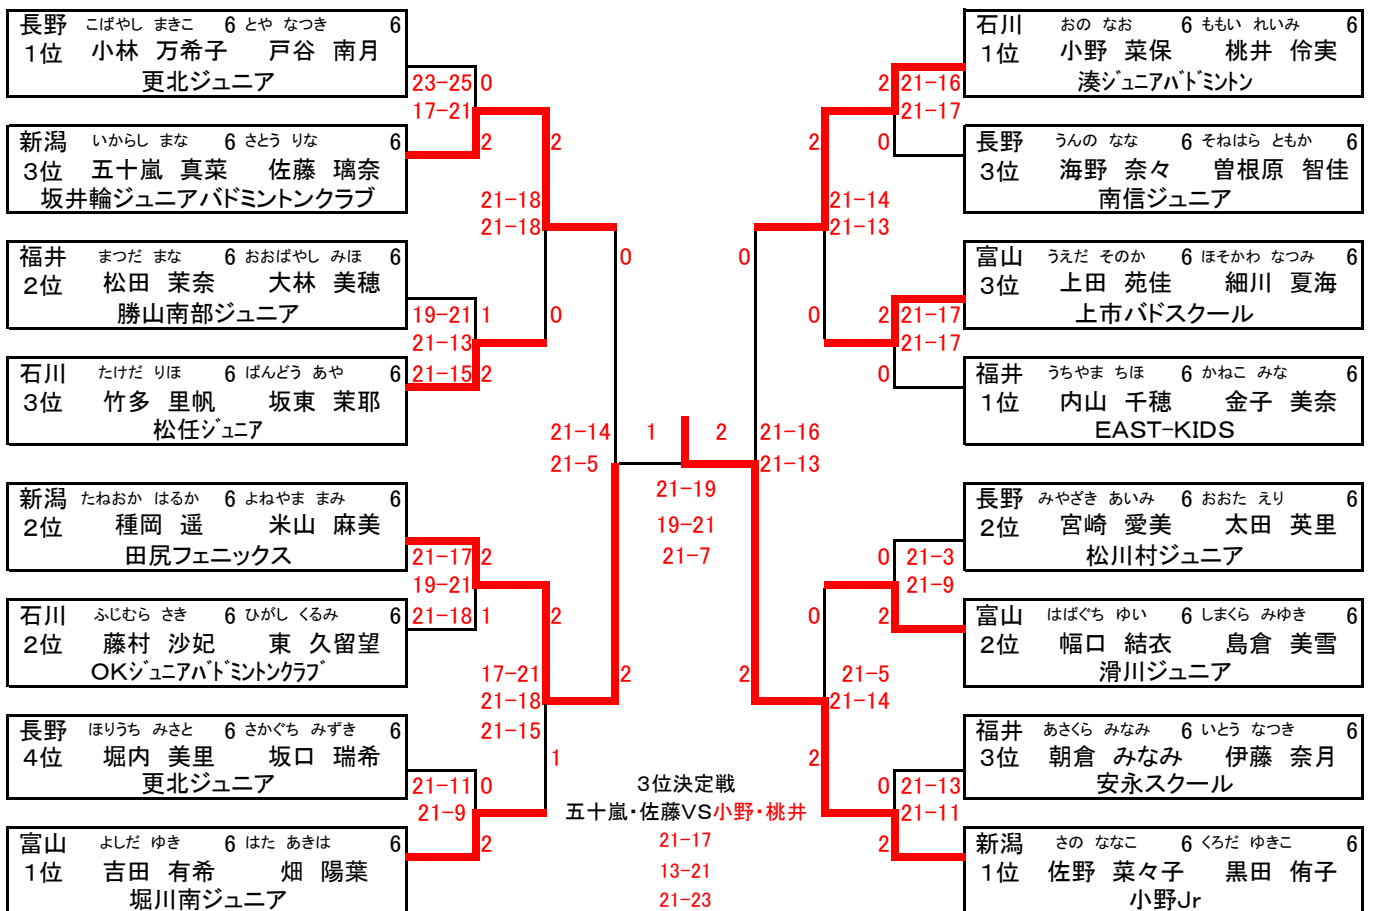 長野 こばやし まきこ 6 とや なつき 6
1位 小林 万希子 戸谷 南月
更北ジュニア
新潟 いからし まな 6 さとう りな 6
3位 五十嵐 真菜 佐藤 璃奈
坂井輪ジュニアバドミントンクラブ
福井 まつだ まな 6 おおばやし みほ 6
2位 松田 茉奈 大林 美穂
勝山南部ジュニア
石川 たけだ りほ 6 ばんどう あや 6
3位 竹多 里帆 坂東 茉耶
松任ジュニア
新潟 たねおか はるか 6 よねやま まみ 6
2位 種岡 遥 米山 麻美
田尻フェニックス
石川 ふじむら さき 6 ひがし くるみ 6
2位 藤村 沙妃 東 久留望
OKジュニアバドミントンクラブ
長野 ほりうち みさと 6 さかぐち みずき 6
4位 堀内 美里 坂口 瑞希
更北ジュニア
富山 よしだ ゆき 6 はた あきは 6
1位 吉田 有希 畑 陽葉
堀川南ジュニア
23-25 0
17-21
2
2
21-18
21-18
0
19-21 1
0
21-13
21-15 2
21-14
21-5
21-17 2
19-21
21-18 1
2
17-21
21-18
21-15
2
1
21-11 0
21-9
2
1 2
21-19
19-21
21-7
3位決定戦
五十嵐・佐藤VS小野・桃井
21-17
13-21
21-23
2 21-16
21-17
0
2
21-14
21-13
0
0
2 21-17
21-17
0
21-16
21-13
0 21-3
21-9
2
0
21-5
21-14
2
2
0 21-13
21-11
2
石川 おの なお 6 ももい れいみ 6
1位 小野 菜保 桃井 伶実
湊ジュニアバドミントン
長野 うんの なな 6 そねはら ともか 6
3位 海野 奈々 曽根原 智佳
南信ジュニア
富山 うえだ そのか 6 ほそかわ なつみ 6
3位 上田 苑佳 細川 夏海
上市バドスクール
福井 うちやま ちほ 6 かねこ みな 6
1位 内山 千穂 金子 美奈
EAST-KIDS
長野 みやざき あいみ 6 おおた えり 6
2位 宮崎 愛美 太田 英里
松川村ジュニア
富山 はばぐち ゆい 6 しまくら みゆき 6
2位 幅口 結衣 島倉 美雪
滑川ジュニア
福井 あさくら みなみ 6 いとう なつき 6
3位 朝倉 みなみ 伊藤 奈月
安永スクール
新潟 さの ななこ 6 くろだ ゆきこ 6
1位 佐野 菜々子 黒田 侑子
小野Jr